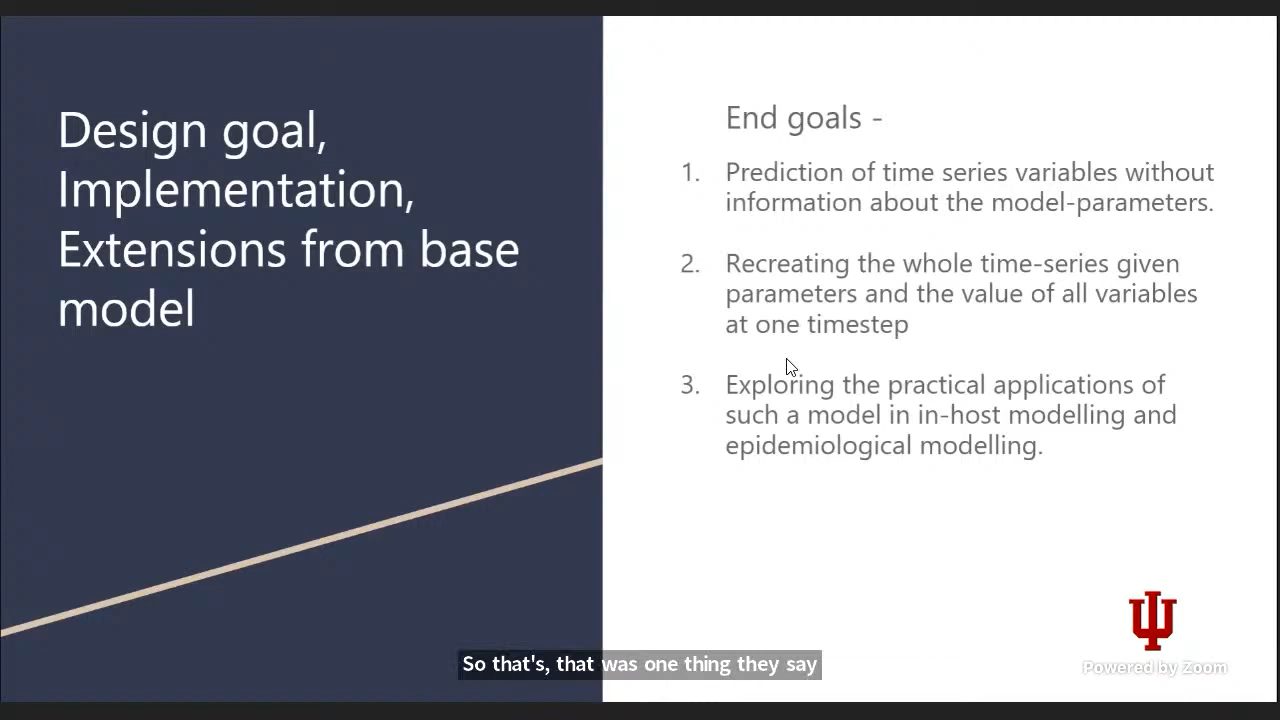 Design goal,
Implementation,
Extensions from base
model
End goals -
1. Prediction of time series variables without
information about the model-parameters.
2. Recreating the whole time-series given
parameters and the value of all variables
at one timestep
3. Exploring the practical applications of
such a model in in-host modelling and
epidemiological modelling.
So that's, that was one thing they say
Powered by Zoom